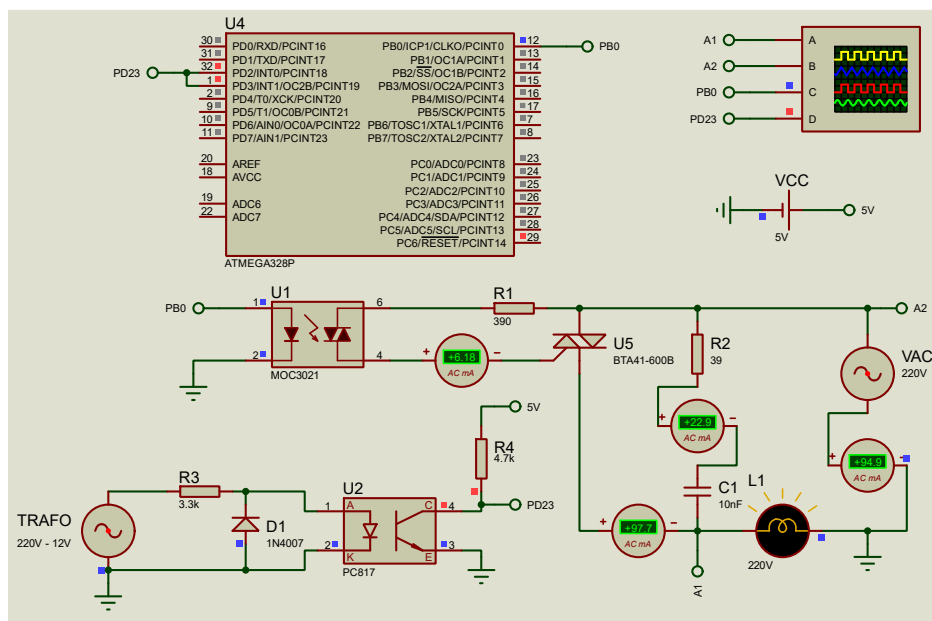 U4
30 PD0/RXD/PCINT16 PB0/ICP1/CLKO/PCINT0 12 PB0
31 PD1/TXD/PCINT17 PB1/OC1A/PCINT1 13
PD23 32 PD2/INT0/PCINT18 PB2/SS/OC1B/PCINT2 14
1 PD3/INT1/OC2B/PCINT19 PB3/MOSI/OC2A/PCINT3 15
2 PD4/T0/XCK/PCINT20 PB4/MISO/PCINT4 16
9 PD5/T1/OC0B/PCINT21 PB5/SCK/PCINT5 17
10 PD6/AIN0/OC0A/PCINT22 PB6/TOSC1/XTAL1/PCINT6 7
11 PD7/AIN1/PCINT23 PB7/TOSC2/XTAL2/PCINT7 8
20 AREF PC0/ADC0/PCINT8 23
18 AVCC PC1/ADC1/PCINT9 24
PC2/ADC2/PCINT10 25
19 ADC6 PC3/ADC3/PCINT11 26
22 ADC7 PC4/ADC4/SDA/PCINT12 27
PC5/ADC5/SCL/PCINT13 28
PC6/RESET/PCINT14 29
ATMEGA328P
A1 A
A2 B
PB0 C
PD23 D
VCC
5V
5V
U1
PB0 1 6
2 4
MOC3021
R1
390
+ +6.18 −
AC mA
U5
BTA41-600B
R2
39
A2
VAC
220V
+ +22.9 −
AC mA
+ +94.9 −
AC mA
C1
10nF
L1
220V
+ +97.7 −
AC mA
A1
5V
R4
4.7k
PD23
TRAFO
220V - 12V
R3
3.3k
D1
1N4007
U2
1 A C 4
2 K E 3
PC817